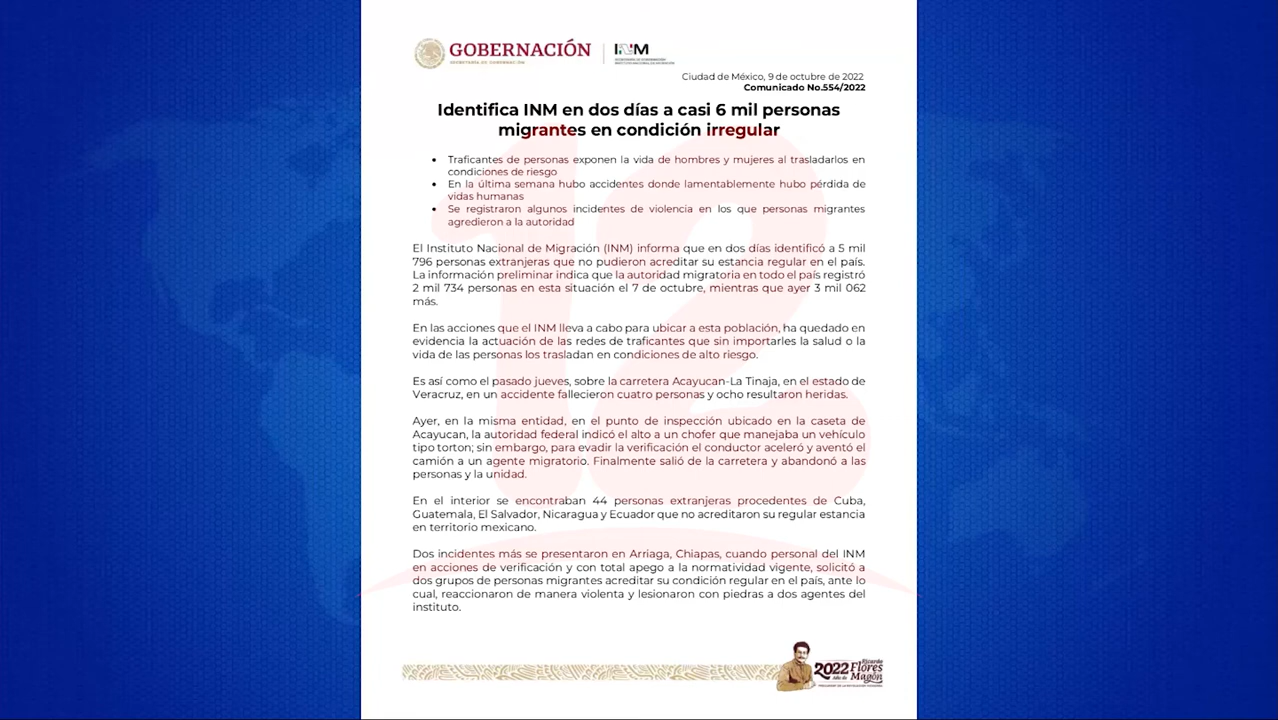 GOBERNACIÓN
SECRETARÍA DE GOBERNACIÓN
INM
SECRETARÍA DE GOBERNACIÓN
INSTITUTO NACIONAL DE MIGRACIÓN
Ciudad de México, 9 de octubre de 2022
Comunicado No.554/2022
Identifica INM en dos días a casi 6 mil personas
migrantes en condición irregular
• Traficantes de personas exponen la vida de hombres y mujeres al trasladarlos en
condiciones de riesgo
• En la última semana hubo accidentes donde lamentablemente hubo pérdida de
vidas humanas
• Se registraron algunos incidentes de violencia en los que personas migrantes
agredieron a la autoridad
El Instituto Nacional de Migración (INM) informa que en dos días identificó a 5 mil
796 personas extranjeras que no pudieron acreditar su estancia regular en el país.
La información preliminar indica que la autoridad migratoria en todo el país registró
2 mil 734 personas en esta situación el 7 de octubre, mientras que ayer 3 mil 062
más.
En las acciones que el INM lleva a cabo para ubicar a esta población, ha quedado en
evidencia la actuación de las redes de traficantes que sin importarles la salud o la
vida de las personas los trasladan en condiciones de alto riesgo.
Es así como el pasado jueves, sobre la carretera Acayucan-La Tinaja, en el estado de
Veracruz, en un accidente fallecieron cuatro personas y ocho resultaron heridas.
Ayer, en la misma entidad, en el punto de inspección ubicado en la caseta de
Acayucan, la autoridad federal indicó el alto a un chofer que manejaba un vehículo
tipo torton; sin embargo, para evadir la verificación el conductor aceleró y aventó el
camión a un agente migratorio. Finalmente salió de la carretera y abandonó a las
personas y la unidad.
En el interior se encontraban 44 personas extranjeras procedentes de Cuba,
Guatemala, El Salvador, Nicaragua y Ecuador que no acreditaron su regular estancia
en territorio mexicano.
Dos incidentes más se presentaron en Arriaga, Chiapas, cuando personal del INM
en acciones de verificación y con total apego a la normatividad vigente, solicitó a
dos grupos de personas migrantes acreditar su condición regular en el país, ante lo
cual, reaccionaron de manera violenta y lesionaron con piedras a dos agentes del
instituto.
12
2022 Ricardo
Año de Flores
Magón